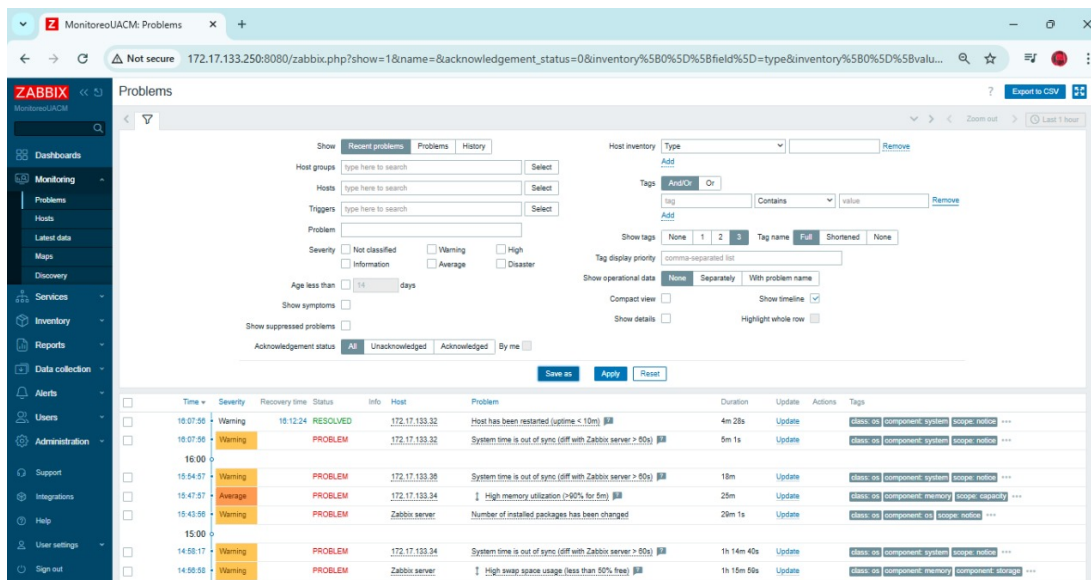 MonitoreoUACM: Problems
Not secure 172.17.133.250:8080/zabbix.php?show=1&name=&acknowledgement_status=0&inventory%5B0%5D%5Bfield%5D=type&inventory%5B0%5D%5Bvalu...
ZABBIX
MonitoreoUACM
Problems
? Export to CSV
Zoom out Last 1 hour
Dashboards
Monitoring
Problems
Hosts
Latest data
Maps
Discovery
Services
Inventory
Reports
Data collection
Alerts
Users
Administration
Support
Integrations
Help
User settings
Sign out
Show Recent problems Problems History
Host groups type here to search Select
Hosts type here to search Select
Triggers type here to search Select
Problem
Severity Not classified Warning High
Information Average Disaster
Age less than 14 days
Show symptoms
Show suppressed problems
Acknowledgement status All Unacknowledged Acknowledged By me
Host inventory Type Remove
Add
Tags And/Or Or
tag Contains value Remove
Add
Show tags None 1 2 3 Tag name Full Shortened None
Tag display priority comma-separated list
Show operational data None Separately With problem name
Compact view Show timeline
Show details Highlight whole row
Save as Apply Reset
Time Severity Recovery time Status Info Host Problem Duration Update Actions Tags
16:07:56 Warning 16:12:24 RESOLVED 172.17.133.32 Host has been restarted (uptime < 10m) 4m 28s Update class: os component: system scope: notice
16:07:56 Warning PROBLEM 172.17.133.32 System time is out of sync (diff with Zabbix server > 60s) 5m 1s Update class: os component: system scope: notice
16:00
15:54:57 Warning PROBLEM 172.17.133.36 System time is out of sync (diff with Zabbix server > 60s) 18m Update class: os component: system scope: notice
15:47:57 Average PROBLEM 172.17.133.34 High memory utilization (>90% for 5m) 25m Update class: os component: memory scope: capacity
15:43:56 Warning PROBLEM Zabbix server Number of installed packages has been changed 29m 1s Update class: os component: os scope: notice
15:00
14:58:17 Warning PROBLEM 172.17.133.34 System time is out of sync (diff with Zabbix server > 60s) 1h 14m 40s Update class: os component: system scope: notice
14:56:58 Warning PROBLEM Zabbix server High swap space usage (less than 50% free) 1h 15m 59s Update class: os component: memory component: storage